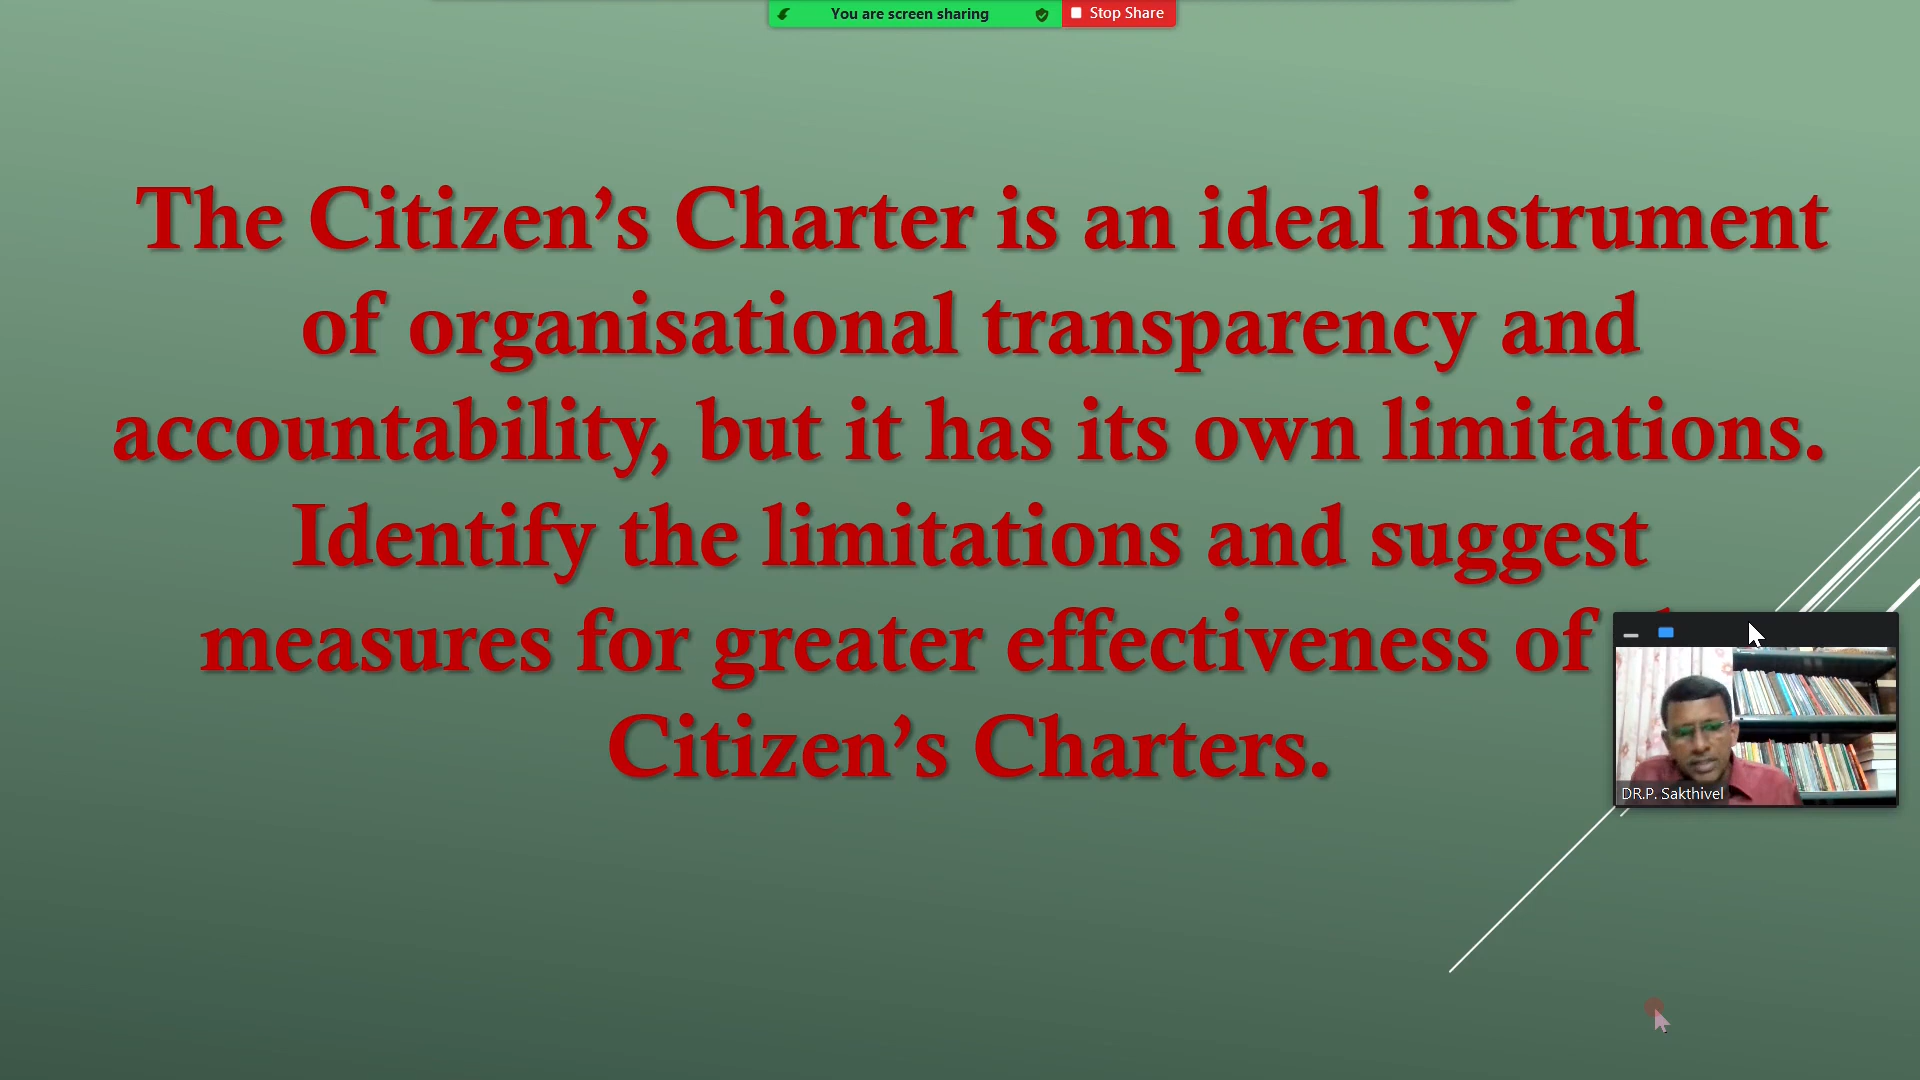 You are screen sharing
Stop Share
The Citizen’s Charter is an ideal instrument
of organisational transparency and
accountability, but it has its own limitations.
Identify the limitations and suggest
measures for greater effectiveness of
Citizen’s Charters.
DR.P. Sakthivel